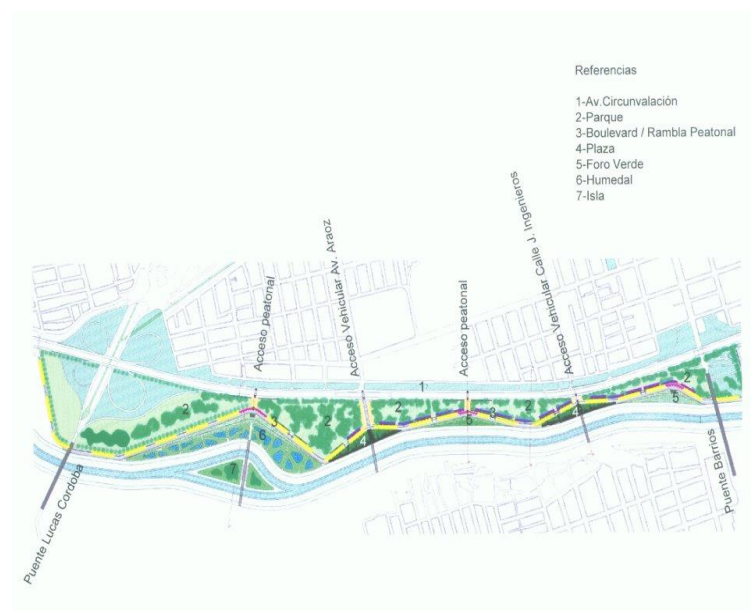 Referencias
1-Av.Circunvalación
2-Parque
3-Boulevard / Rambla Peatonal
4-Plaza
5-Foro Verde
6-Humedal
7-Isla
Acceso peatonal
Acceso Vehicular Av. Araoz
Acceso peatonal
Acceso Vehicular Calle J. Ingenieros
1
2
3
2
2
3
2
2
4
5
4
5
6
7
Puente Lucas Cordoba
Puente Barrios